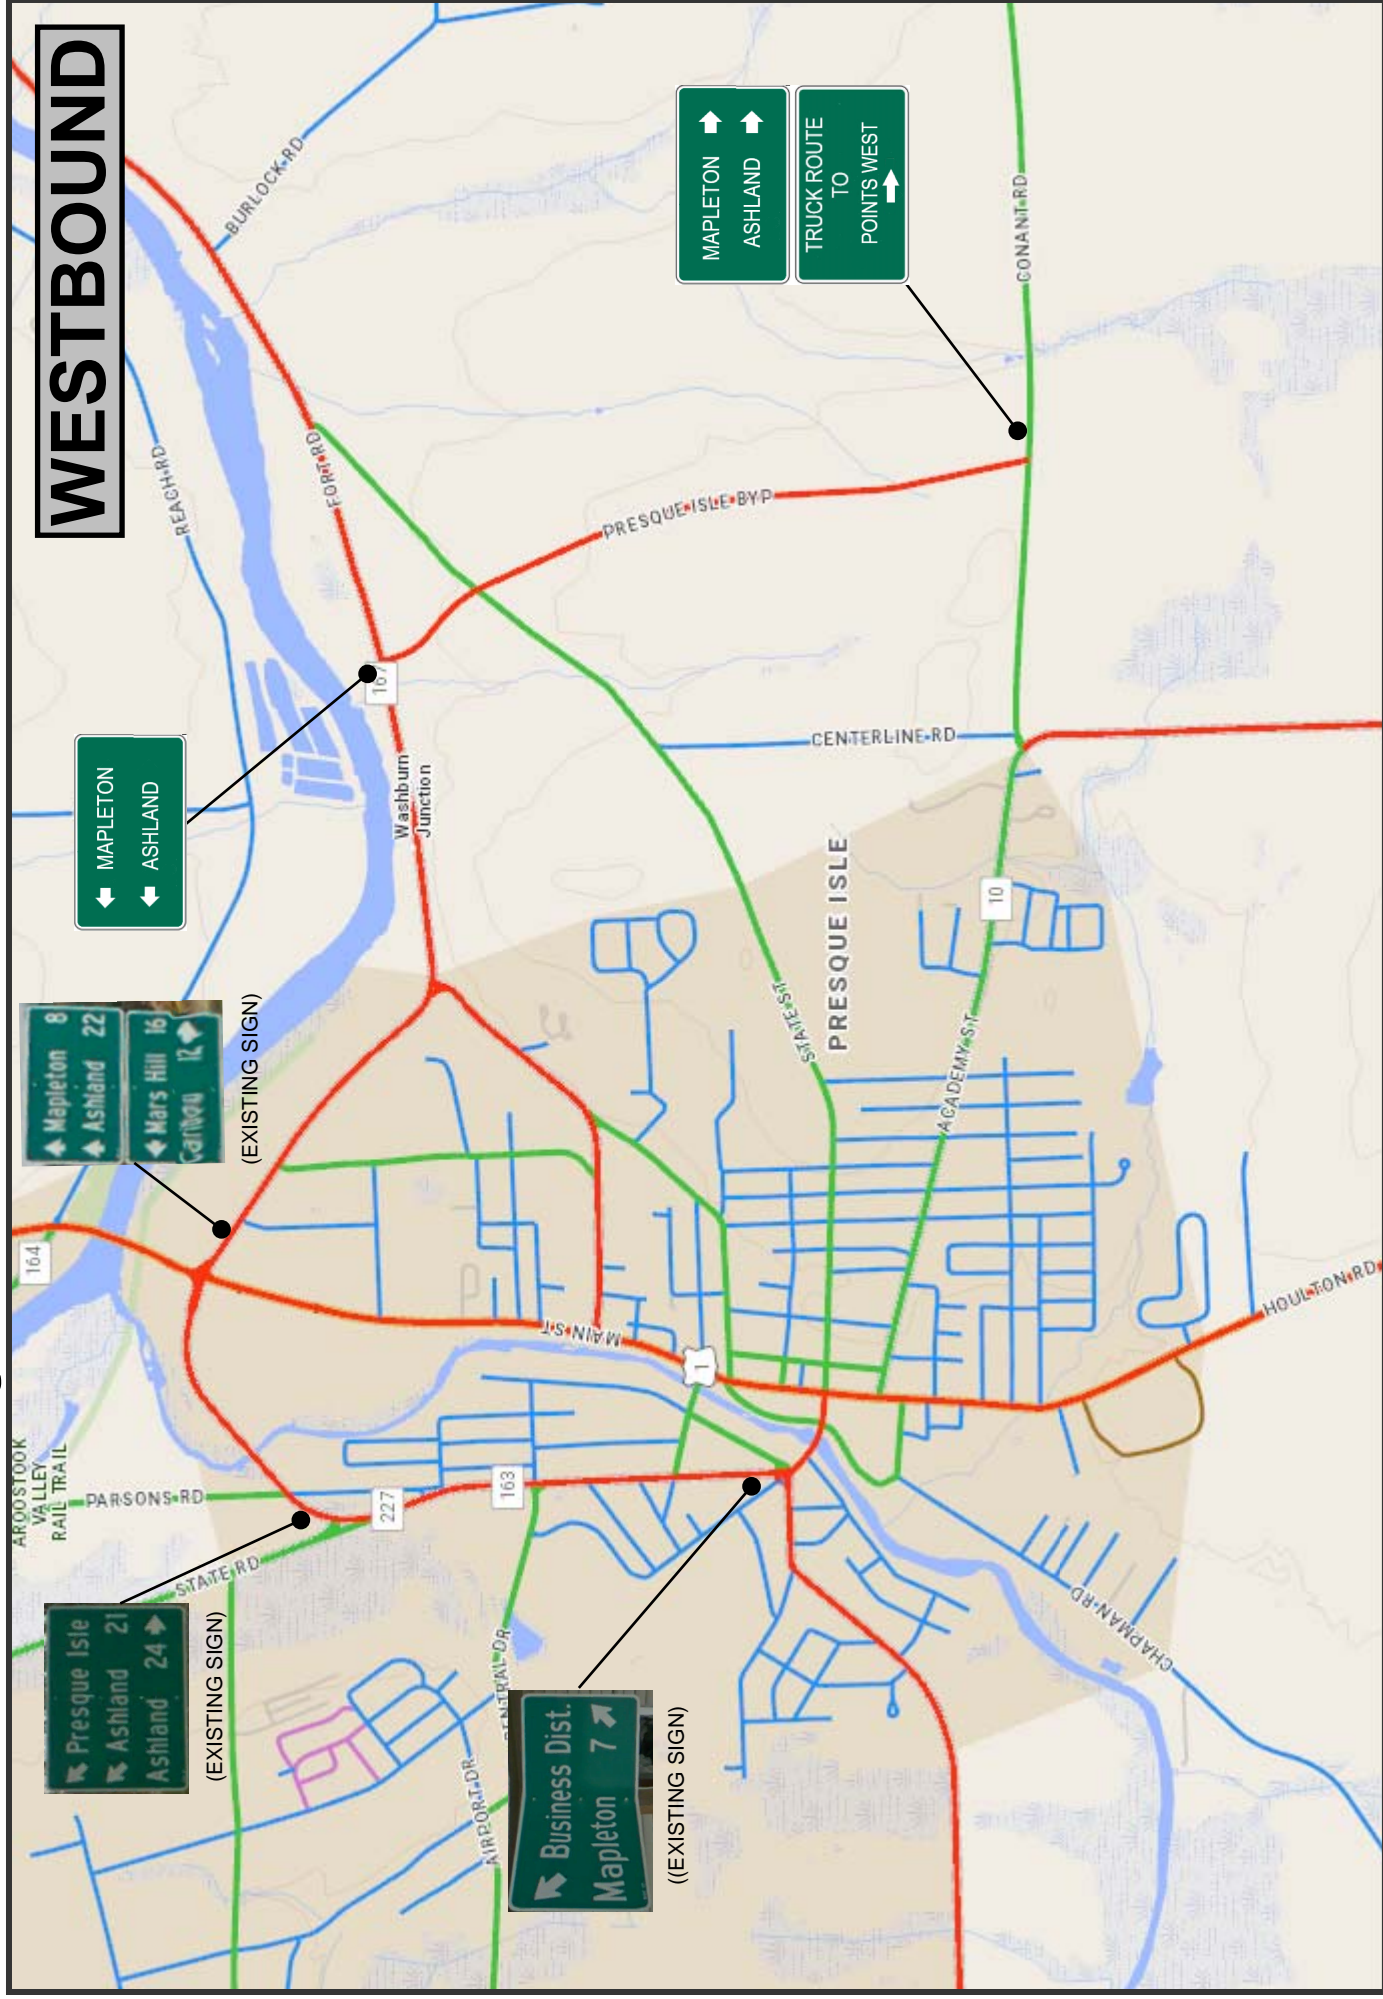 WESTBOUND
BURLOCK RD
REACH RD
FORT RD
MAPLETON
ASHLAND
TRUCK ROUTE
TO
POINTS WEST
CONANT RD
PRESQUE ISLE BYP
167
MAPLETON
ASHLAND
Washburn
Junction
CENTERLINE RD
PRESQUE ISLE
10
STATE ST
STATE ST
ACADEMY ST
Mapleton 8
Ashland 22
Mars Hill 16
Caribou 12
(EXISTING SIGN)
164
MAIN ST
1
HOULTON RD
AROOSTOOK
VALLEY
RAIL TRAIL
PARSONS RD
227
163
STATE RD
Presque Isle
Ashland 21
Ashland 24
(EXISTING SIGN)
CENTRAL DR
AIRPORT DR
Business Dist.
Mapleton 7
((EXISTING SIGN)
CHAPMAN RD